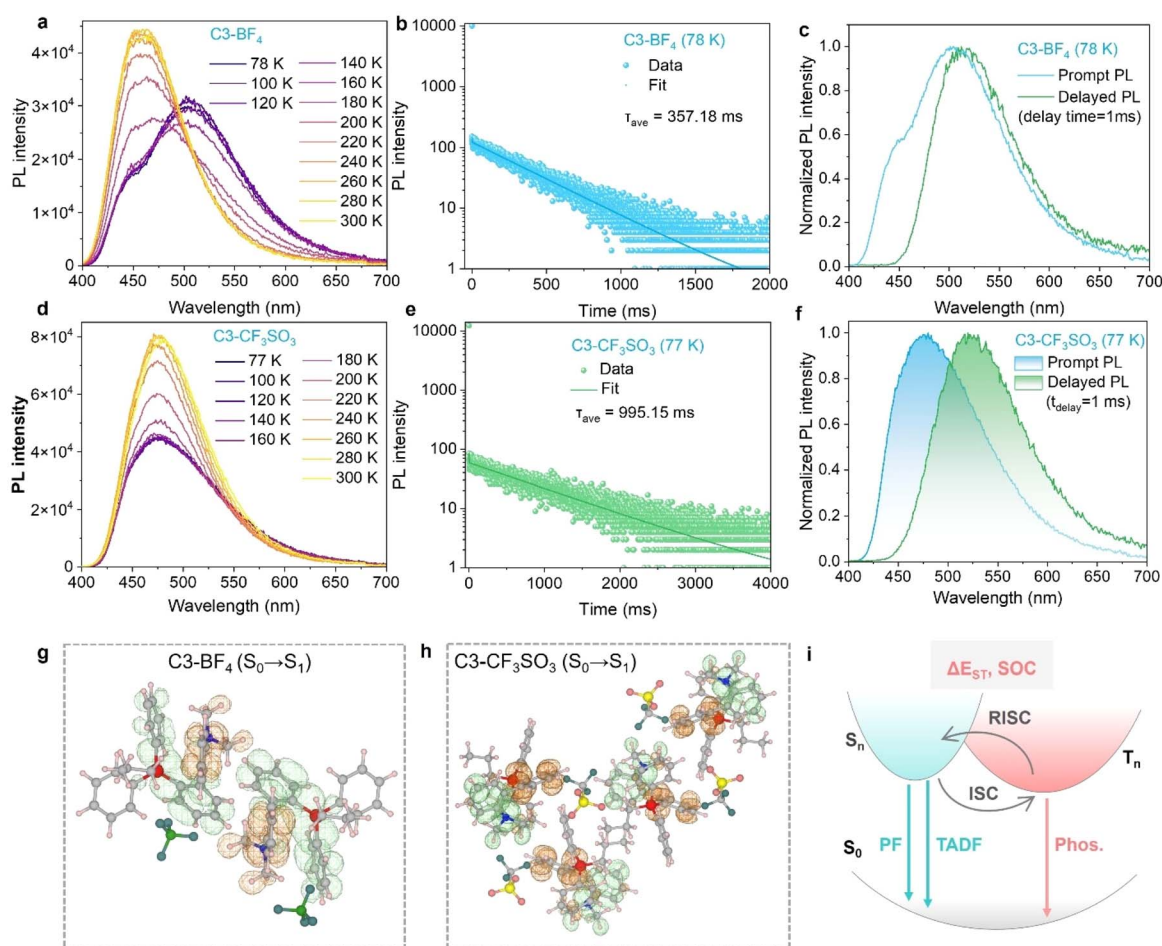 a
C3-BF₄
78 K
100 K
120 K
140 K
160 K
180 K
200 K
220 K
240 K
260 K
280 K
300 K
4×10⁴
3×10⁴
2×10⁴
1×10⁴
0
PL intensity
400 450 500 550 600 650 700
Wavelength (nm)
b
C3-BF₄ (78 K)
Data
Fit
τave = 357.18 ms
10000
1000
100
10
1
PL intensity
0 500 1000 1500 2000
Time (ms)
c
C3-BF₄ (78 K)
Prompt PL
Delayed PL
(delay time=1ms)
1.0
0.8
0.6
0.4
0.2
0.0
Normalized PL intensity
400 450 500 550 600 650 700
Wavelength (nm)
d
C3-CF₃SO₃
77 K
100 K
120 K
140 K
160 K
180 K
200 K
220 K
240 K
260 K
280 K
300 K
8×10⁴
6×10⁴
4×10⁴
2×10⁴
0
PL intensity
400 450 500 550 600 650 700
Wavelength (nm)
e
C3-CF₃SO₃ (77 K)
Data
Fit
τave = 995.15 ms
10000
1000
100
10
1
PL intensity
0 1000 2000 3000 4000
Time (ms)
f
C3-CF₃SO₃ (77 K)
Prompt PL
Delayed PL
(tdelay=1 ms)
1.0
0.8
0.6
0.4
0.2
0.0
Normalized PL intensity
400 450 500 550 600 650 700
Wavelength (nm)
g
C3-BF₄ (S₀→S₁)
h
C3-CF₃SO₃ (S₀→S₁)
i
ΔEST, SOC
RISC
Sn
Tn
ISC
S₀
PF
TADF
Phos.